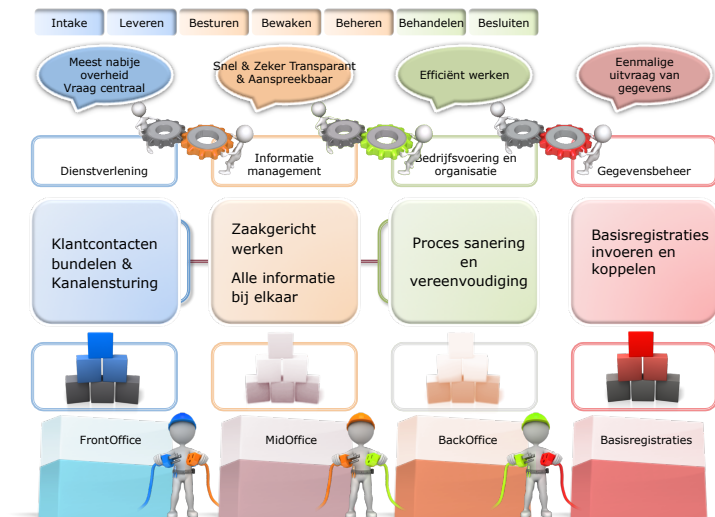 Intake
Leveren
Besturen
Bewaken
Beheren
Behandelen
Besluiten
Meest nabije
overheid
Vraag centraal
Snel & Zeker Transparant
& Aanspreekbaar
Efficiënt werken
Eenmalige
uitvraag van
gegevens
Dienstverlening
Informatie
management
Bedrijfsvoering en
organisatie
Gegevensbeheer
Klantcontacten
bundelen &
Kanalensturing
Zaakgericht
werken
Alle informatie
bij elkaar
Proces sanering
en
vereenvoudiging
Basisregistraties
invoeren en
koppelen
FrontOffice
MidOffice
BackOffice
Basisregistraties